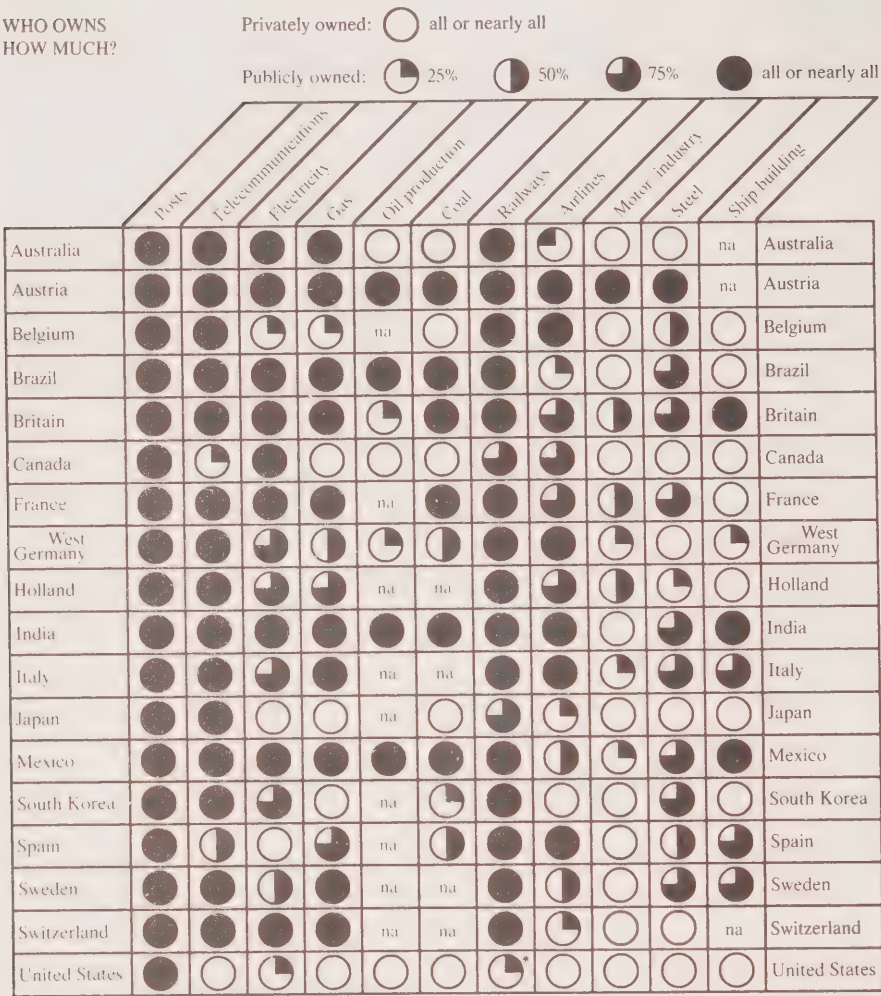 WHO OWNS
HOW MUCH?
Privately owned: all or nearly all
Publicly owned: 25% 50% 75% all or nearly all
Posts Telecommunications Electricity Gas Oil production Coal Railways Airlines Motor industry Steel Ship building
Australia na Australia
Austria na Austria
Belgium na Belgium
Brazil Brazil
Britain Britain
Canada Canada
France na France
West West
Germany Germany
Holland na na Holland
India India
Italy na na Italy
Japan na Japan
Mexico Mexico
South Korea na South Korea
Spain na Spain
Sweden na na Sweden
Switzerland na na na Switzerland
United States * United States